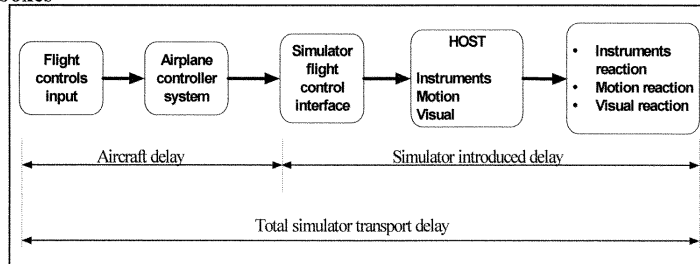 Flight
controls
input
Airplane
controller
system
Simulator
flight
control
interface
HOST
Instruments
Motion
Visual
• Instruments
reaction
• Motion reaction
• Visual reaction
Aircraft delay
Simulator introduced delay
Total simulator transport delay